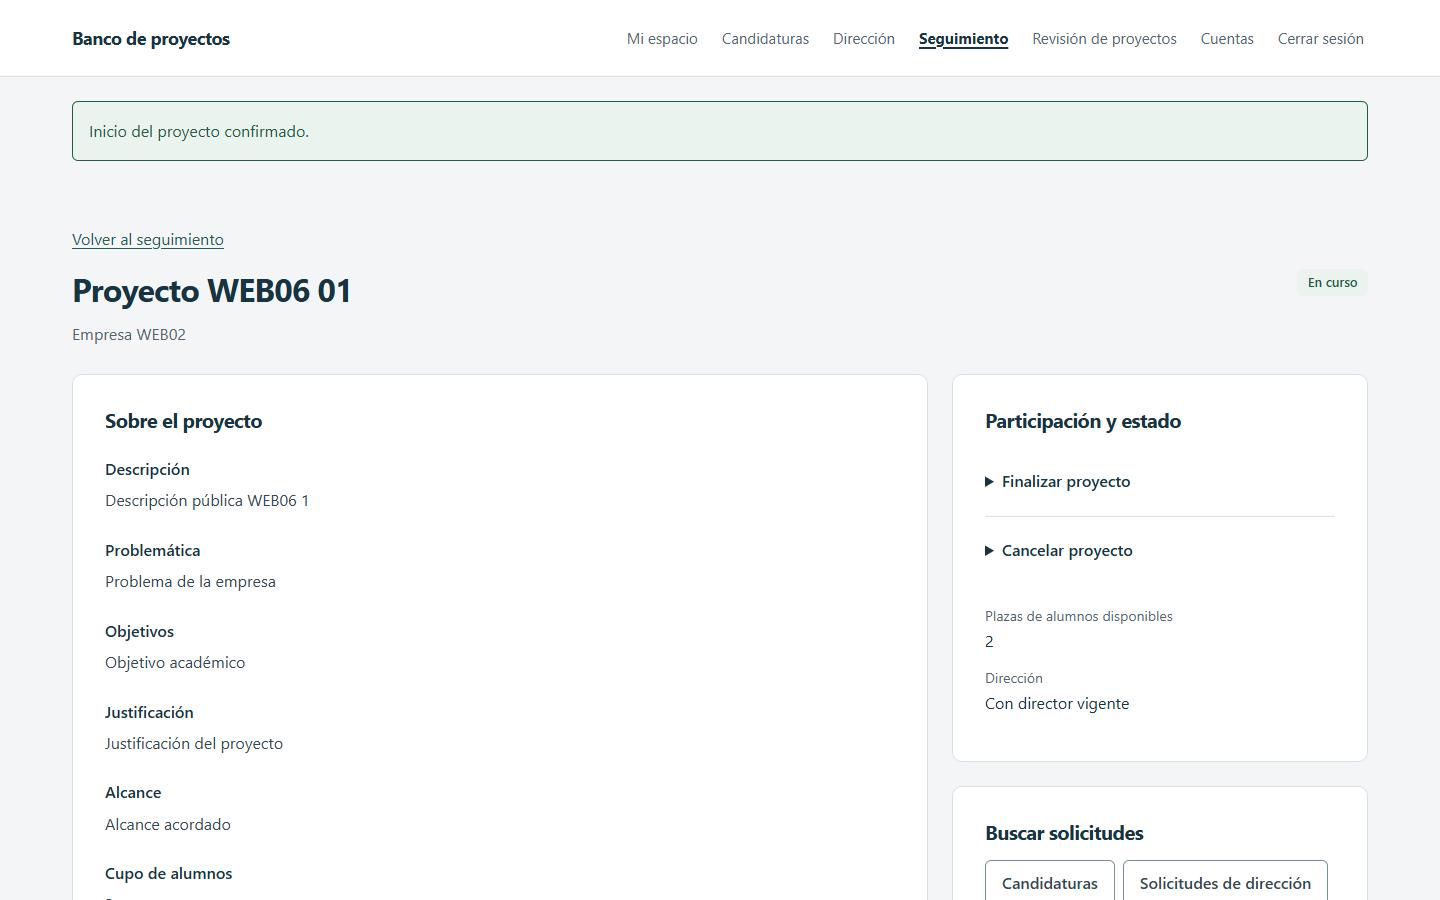 Banco de proyectos
Mi espacio
Candidaturas
Dirección
Seguimiento
Revisión de proyectos
Cuentas
Cerrar sesión
Inicio del proyecto confirmado.
Volver al seguimiento
Proyecto WEB06 01
En curso
Empresa WEB02
Sobre el proyecto
Descripción
Descripción pública WEB06 1
Problemática
Problema de la empresa
Objetivos
Objetivo académico
Justificación
Justificación del proyecto
Alcance
Alcance acordado
Cupo de alumnos
Participación y estado
Finalizar proyecto
Cancelar proyecto
Plazas de alumnos disponibles
2
Dirección
Con director vigente
Buscar solicitudes
Candidaturas
Solicitudes de dirección